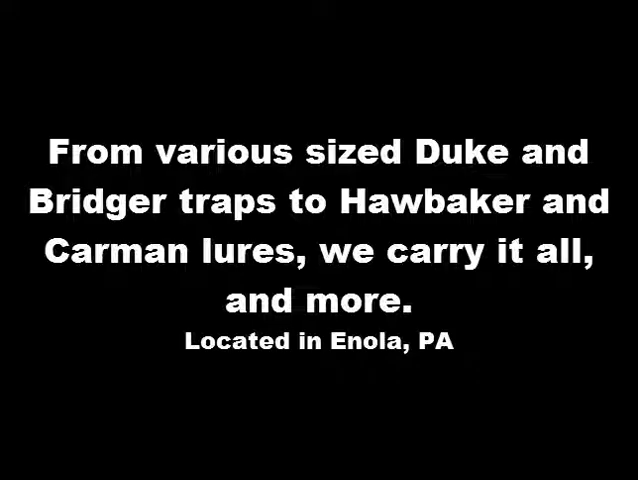 From various sized Duke and
Bridger traps to Hawbaker and
Carman lures, we carry it all,
and more.
Located in Enola, PA